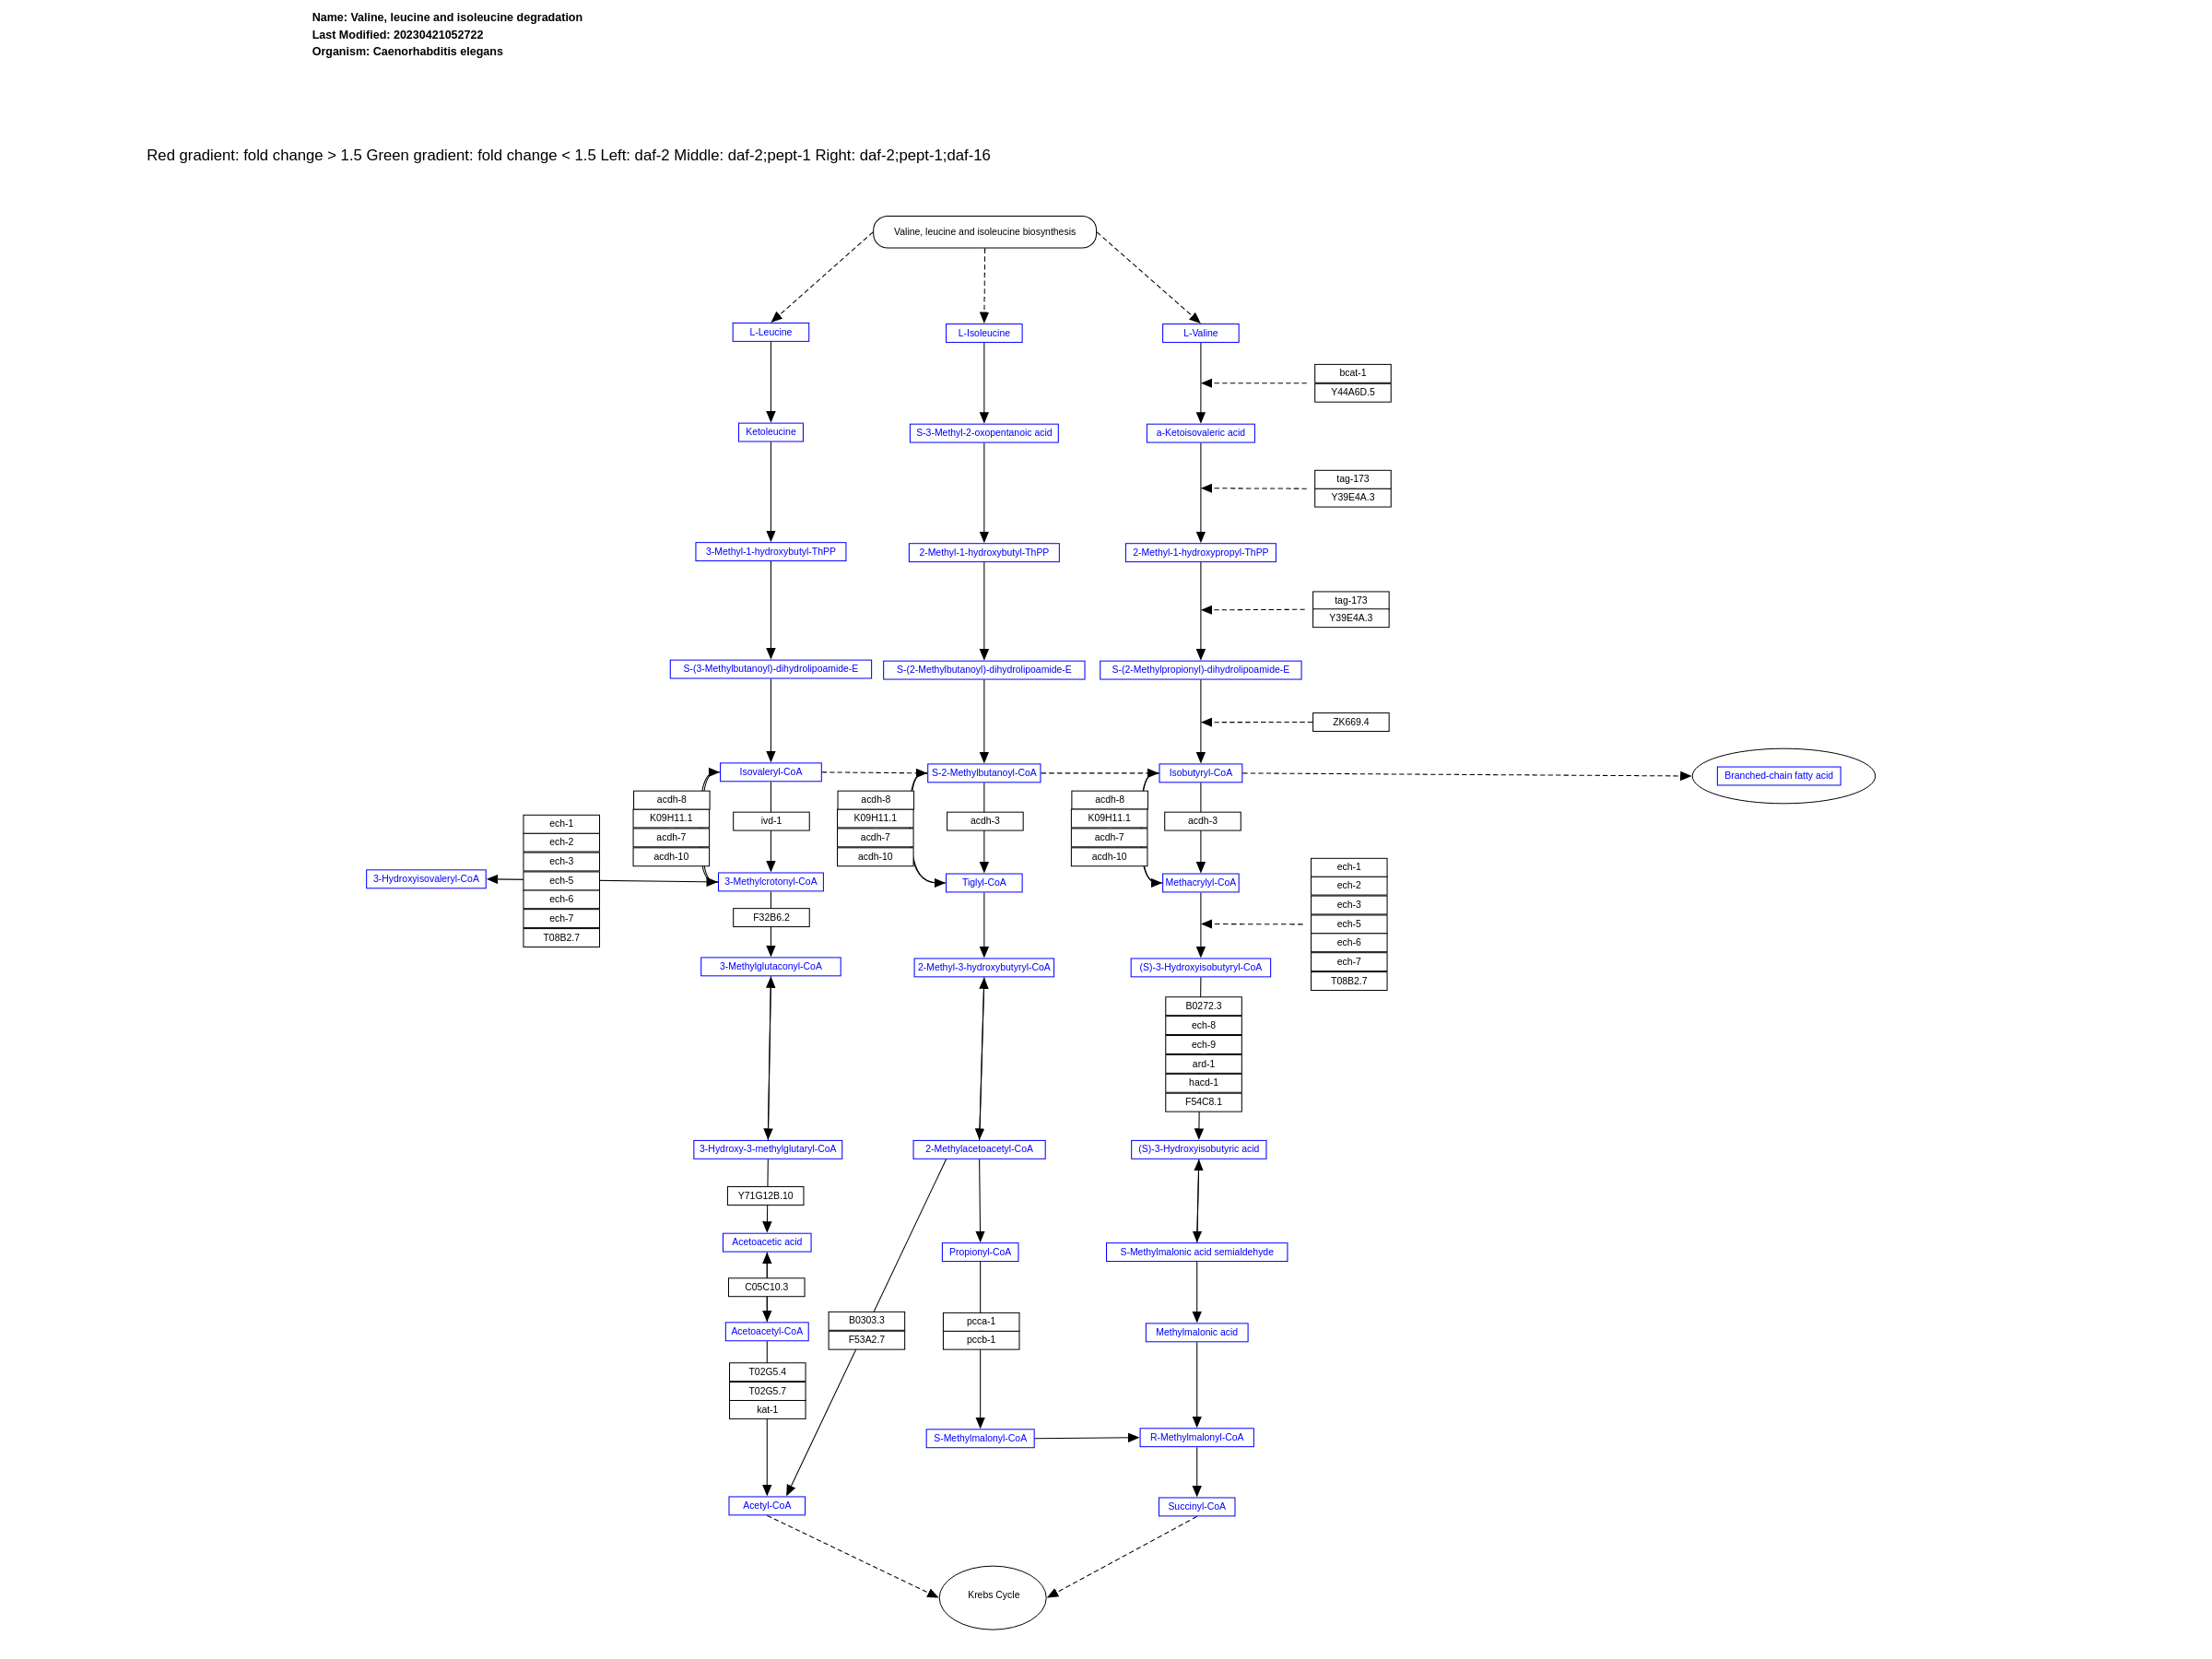 Name: Valine, leucine and isoleucine degradation
Last Modified: 20230421052722
Organism: Caenorhabditis elegans
Red gradient: fold change > 1.5 Green gradient: fold change < 1.5 Left: daf-2 Middle: daf-2;pept-1 Right: daf-2;pept-1;daf-16
Valine, leucine and isoleucine biosynthesis
L-Leucine
L-Isoleucine
L-Valine
bcat-1
Y44A6D.5
Ketoleucine
S-3-Methyl-2-oxopentanoic acid
a-Ketoisovaleric acid
tag-173
Y39E4A.3
3-Methyl-1-hydroxybutyl-ThPP
2-Methyl-1-hydroxybutyl-ThPP
2-Methyl-1-hydroxypropyl-ThPP
tag-173
Y39E4A.3
S-(3-Methylbutanoyl)-dihydrolipoamide-E
S-(2-Methylbutanoyl)-dihydrolipoamide-E
S-(2-Methylpropionyl)-dihydrolipoamide-E
ZK669.4
Isovaleryl-CoA
S-2-Methylbutanoyl-CoA
Isobutyryl-CoA
Branched-chain fatty acid
acdh-8
K09H11.1
acdh-7
acdh-10
ivd-1
acdh-8
K09H11.1
acdh-7
acdh-10
acdh-3
acdh-8
K09H11.1
acdh-7
acdh-10
acdh-3
ech-1
ech-2
ech-3
ech-5
ech-6
ech-7
T08B2.7
3-Hydroxyisovaleryl-CoA
3-Methylcrotonyl-CoA
Tiglyl-CoA
Methacrylyl-CoA
ech-1
ech-2
ech-3
ech-5
ech-6
ech-7
T08B2.7
F32B6.2
3-Methylglutaconyl-CoA
2-Methyl-3-hydroxybutyryl-CoA
(S)-3-Hydroxyisobutyryl-CoA
B0272.3
ech-8
ech-9
ard-1
hacd-1
F54C8.1
3-Hydroxy-3-methylglutaryl-CoA
2-Methylacetoacetyl-CoA
(S)-3-Hydroxyisobutyric acid
Y71G12B.10
Acetoacetic acid
Propionyl-CoA
S-Methylmalonic acid semialdehyde
C05C10.3
Acetoacetyl-CoA
B0303.3
F53A2.7
pcca-1
pccb-1
Methylmalonic acid
T02G5.4
T02G5.7
kat-1
S-Methylmalonyl-CoA
R-Methylmalonyl-CoA
Acetyl-CoA
Succinyl-CoA
Krebs Cycle